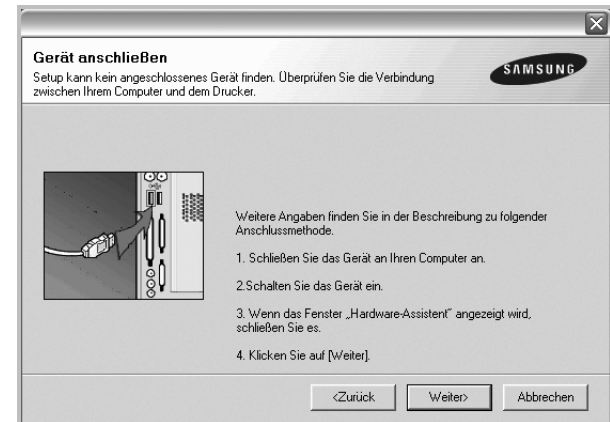 Gerät anschließen
Setup kann kein angeschlossenes Gerät finden. Überprüfen Sie die Verbindung
zwischen Ihrem Computer und dem Drucker.
SAMSUNG
Weitere Angaben finden Sie in der Beschreibung zu folgender
Anschlussmethode.
1. Schließen Sie das Gerät an Ihren Computer an.
2.Schalten Sie das Gerät ein.
3. Wenn das Fenster „Hardware-Assistent" angezeigt wird,
schließen Sie es.
4. Klicken Sie auf [Weiter].
<Zurück
Weiter>
Abbrechen